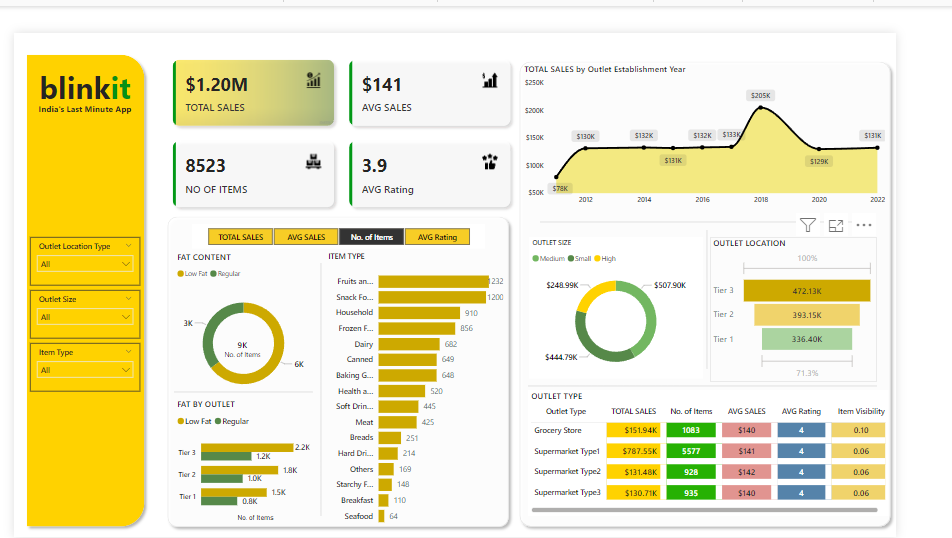 blinkit
India's Last Minute App
Outlet Location Type
All
Outlet Size
All
Item Type
All
$1.20M
TOTAL SALES
$141
AVG SALES
8523
NO OF ITEMS
3.9
AVG Rating
TOTAL SALES AVG SALES No. of Items AVG Rating
FAT CONTENT
Low Fat Regular
3K
9K
No. of Items
6K
FAT BY OUTLET
Low Fat Regular
Tier 3 2.2K
1.2K
Tier 2 1.8K
1.0K
Tier 1 1.5K
0.8K
No. of Items
ITEM TYPE
Fruits an... 1232
Snack Fo... 1200
Household 910
Frozen F... 856
Dairy 682
Canned 649
Baking G... 648
Health a... 520
Soft Drin... 445
Meat 425
Breads 251
Hard Dri... 214
Others 169
Starchy F... 148
Breakfast 110
Seafood 64
TOTAL SALES by Outlet Establishment Year
$250K
$200K
$150K
$100K
$50K
$78K
$130K
$132K
$131K
$132K
$133K
$205K
$129K
$131K
2012 2014 2016 2018 2020 2022
OUTLET SIZE
Medium Small High
$248.99K
$507.90K
$444.79K
OUTLET LOCATION
100%
Tier 3 472.13K
Tier 2 393.15K
Tier 1 336.40K
71.3%
OUTLET TYPE
Outlet Type TOTAL SALES No. of Items AVG SALES AVG Rating Item Visibility
Grocery Store $151.94K 1083 $140 4 0.10
Supermarket Type1 $787.55K 5577 $141 4 0.06
Supermarket Type2 $131.48K 928 $142 4 0.06
Supermarket Type3 $130.71K 935 $140 4 0.06